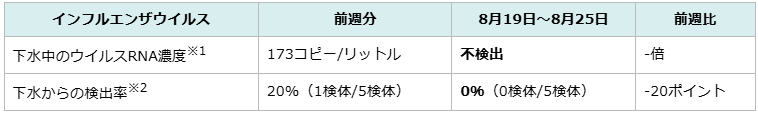 インフルエンザウイルス 前週分 8月19日~8月25日 前週比
下水中のウイルスRNA濃度※1 173コピー/リットル 不検出 -倍
下水からの検出率※2 20%（1検体/5検体） 0%（0検体/5検体） -20ポイント